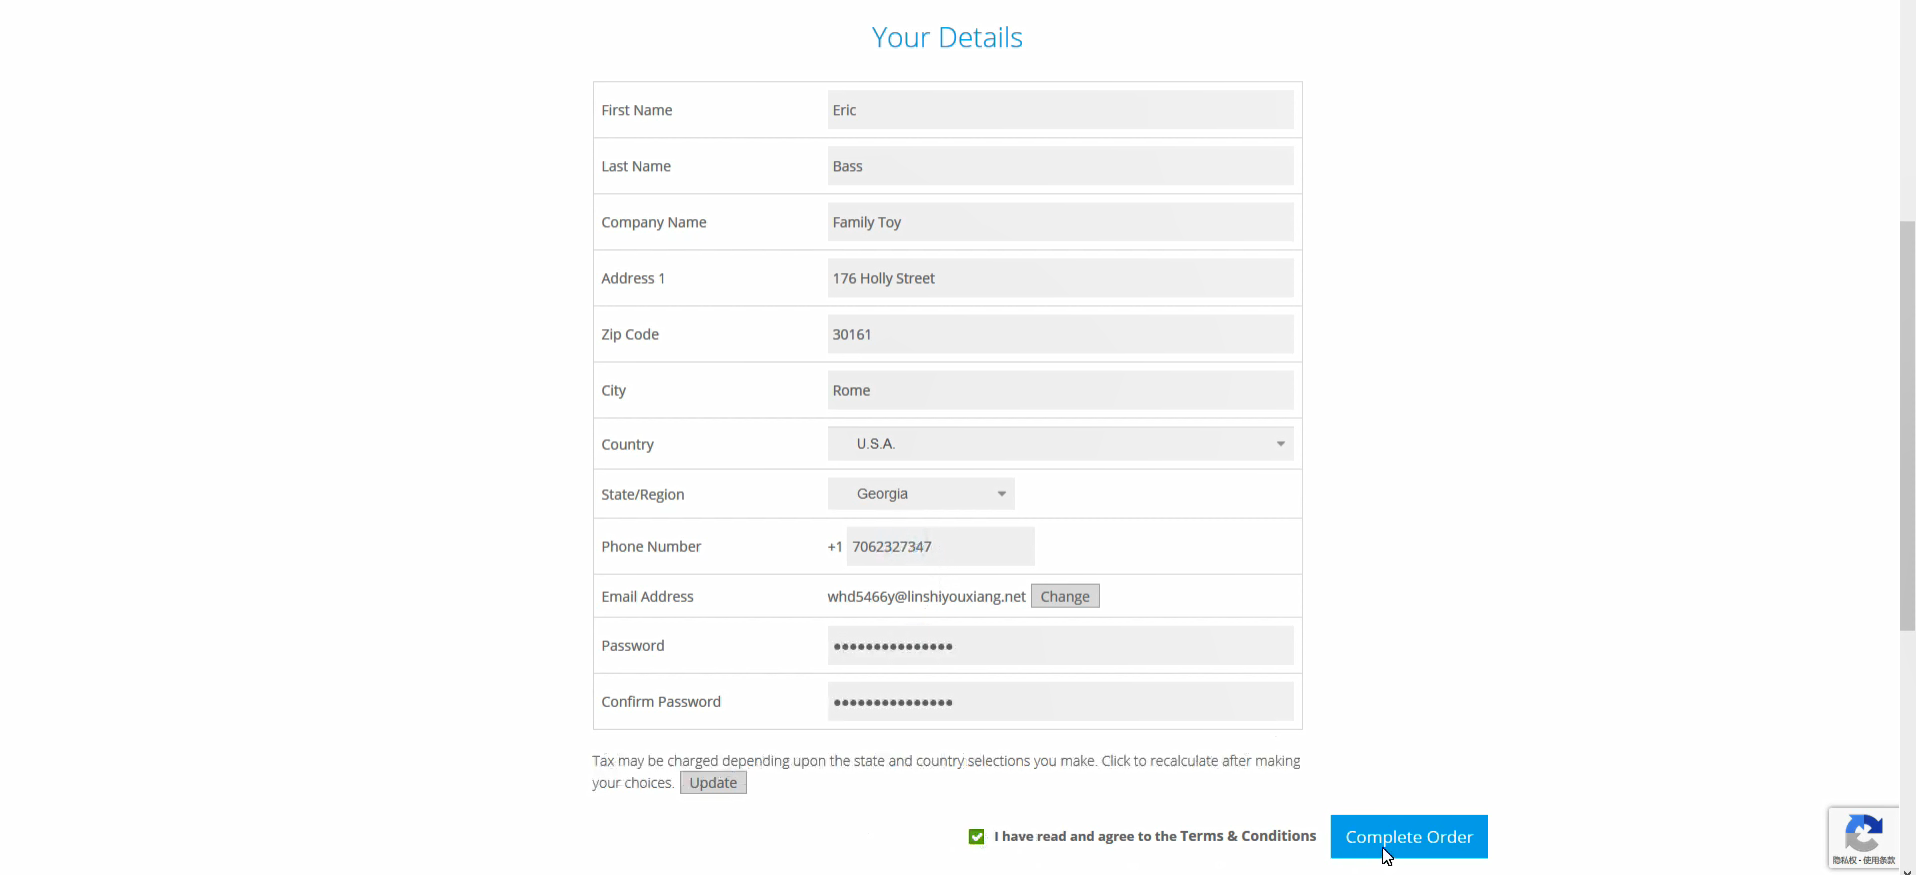 Your Details
First Name Eric
Last Name Bass
Company Name Family Toy
Address 1 176 Holly Street
Zip Code 30161
City Rome
Country U.S.A.
State/Region Georgia
Phone Number +1 7062327347
Email Address whd5466y@linshiyouxiang.net Change
Password •••••••••••••••
Confirm Password •••••••••••••••
Tax may be charged depending upon the state and country selections you make. Click to recalculate after making
your choices. Update
I have read and agree to the Terms & Conditions Complete Order
隐私权 - 使用条款